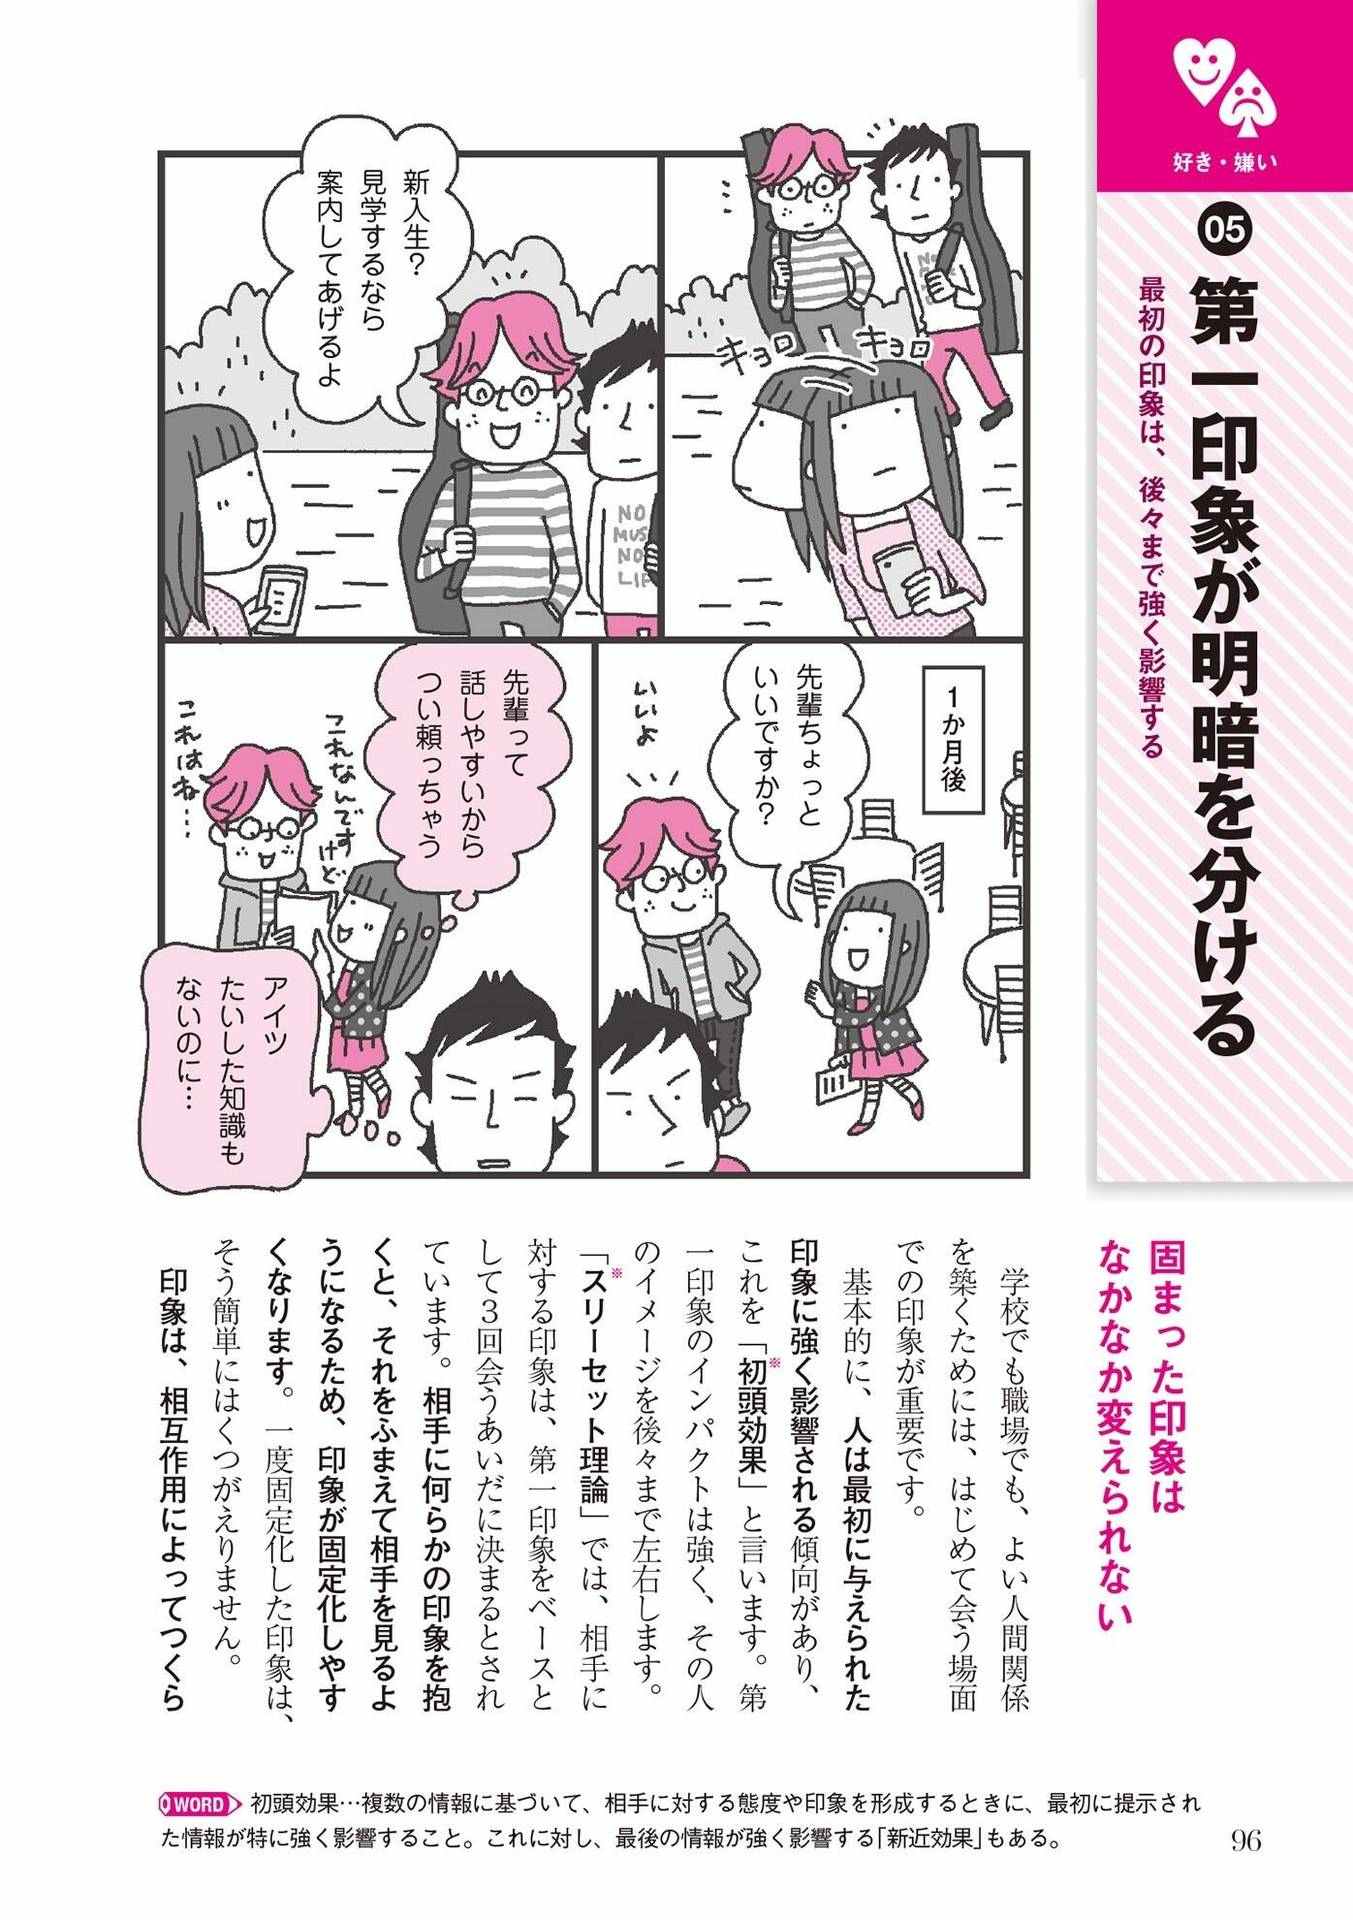 好き・嫌い
05
第一印象が明暗を分ける
最初の印象は、後々まで強く影響する
キョロ
キョロ
NO
新入生？
見学するなら
案内してあげるよ
NO
MUS
NO
LIF
1か月後
先輩ちょっと
いいですか？
いいよ
先輩って
話しやすいから
つい頼っちゃう
これなんです
けど
これはね…
アイツ
たいした知識も
ないのに…
固まった印象は
なかなか変えられない
学校でも職場でも、よい人間関係
を築くためには、はじめて会う場面
での印象が重要です。
基本的に、人は最初に与えられた
印象に強く影響される傾向があり、
これを「初頭効果※」と言います。第
一印象のインパクトは強く、その人
のイメージを後々まで左右します。
「スリーセット理論※」では、相手に
対する印象は、第一印象をベースと
して3回会うあいだに決まるとされ
ています。相手に何らかの印象を抱
くと、それをふまえて相手を見るよ
うになるため、印象が固定化しやす
くなります。一度固定化した印象は、
そう簡単にはくつがえりません。
印象は、相互作用によってつくら
WORD 初頭効果…複数の情報に基づいて、相手に対する態度や印象を形成するときに、最初に提示され
た情報が特に強く影響すること。これに対し、最後の情報が強く影響する「新近効果」もある。
96